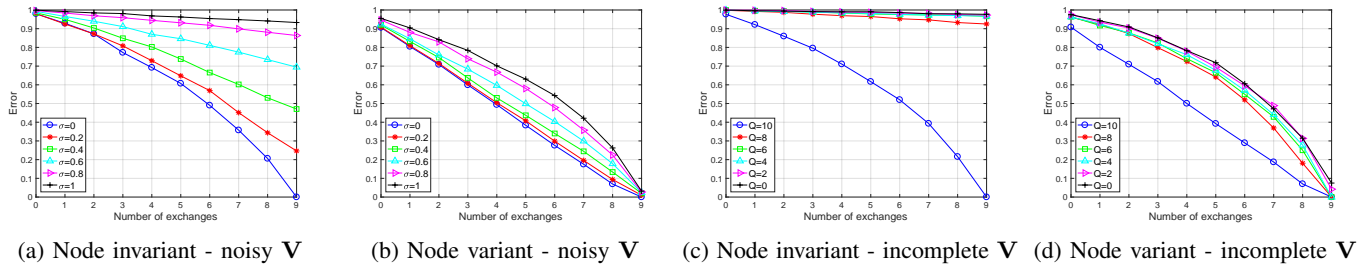 1
0.9
0.8
0.7
0.6
0.5
0.4
0.3
0.2
0.1
0
Error
σ=0
σ=0.2
σ=0.4
σ=0.6
σ=0.8
σ=1
0 1 2 3 4 5 6 7 8 9
Number of exchanges
(a) Node invariant - noisy V
1
0.9
0.8
0.7
0.6
0.5
0.4
0.3
0.2
0.1
0
Error
σ=0
σ=0.2
σ=0.4
σ=0.6
σ=0.8
σ=1
0 1 2 3 4 5 6 7 8 9
Number of exchanges
(b) Node variant - noisy V
1
0.9
0.8
0.7
0.6
0.5
0.4
0.3
0.2
0.1
0
Error
Q=10
Q=8
Q=6
Q=4
Q=2
Q=0
0 1 2 3 4 5 6 7 8 9
Number of exchanges
(c) Node invariant - incomplete V
1
0.9
0.8
0.7
0.6
0.5
0.4
0.3
0.2
0.1
0
Error
Q=10
Q=8
Q=6
Q=4
Q=2
Q=0
0 1 2 3 4 5 6 7 8 9
Number of exchanges
(d) Node variant - incomplete V